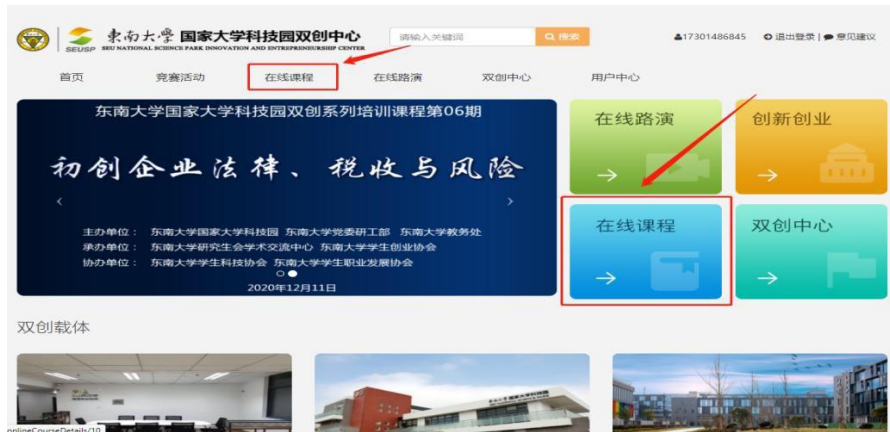 東南大學 国家大学科技园双创中心
SEUSP SEU NATIONAL SCIENCE PARK INNOVATION AND ENTREPRENEURSHIP CENTER
请输入关键词
搜索
17301486845 退出登录 | 意见建议
首页 竞赛活动 在线课程 在线路演 双创中心 用户中心
东南大学国家大学科技园双创系列培训课程第06期
初创企业法律、税收与风险
主办单位： 东南大学国家大学科技园 东南大学党委研工部 东南大学教务处
承办单位： 东南大学研究生会学术交流中心 东南大学学生创业协会
协办单位： 东南大学学生科技协会 东南大学学生职业发展协会
2020年12月11日
在线路演
创新创业
在线课程
双创中心
双创载体
onlineCourseDetails/10